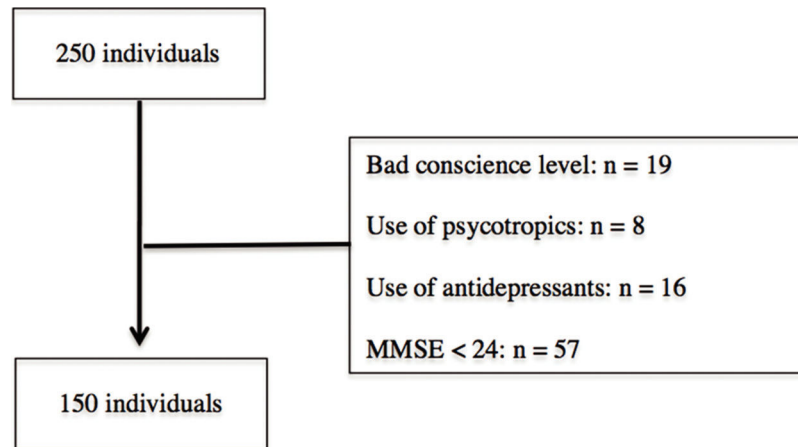 250 individuals
Bad conscience level: n = 19
Use of psycotropics: n = 8
Use of antidepressants: n = 16
MMSE < 24: n = 57
150 individuals